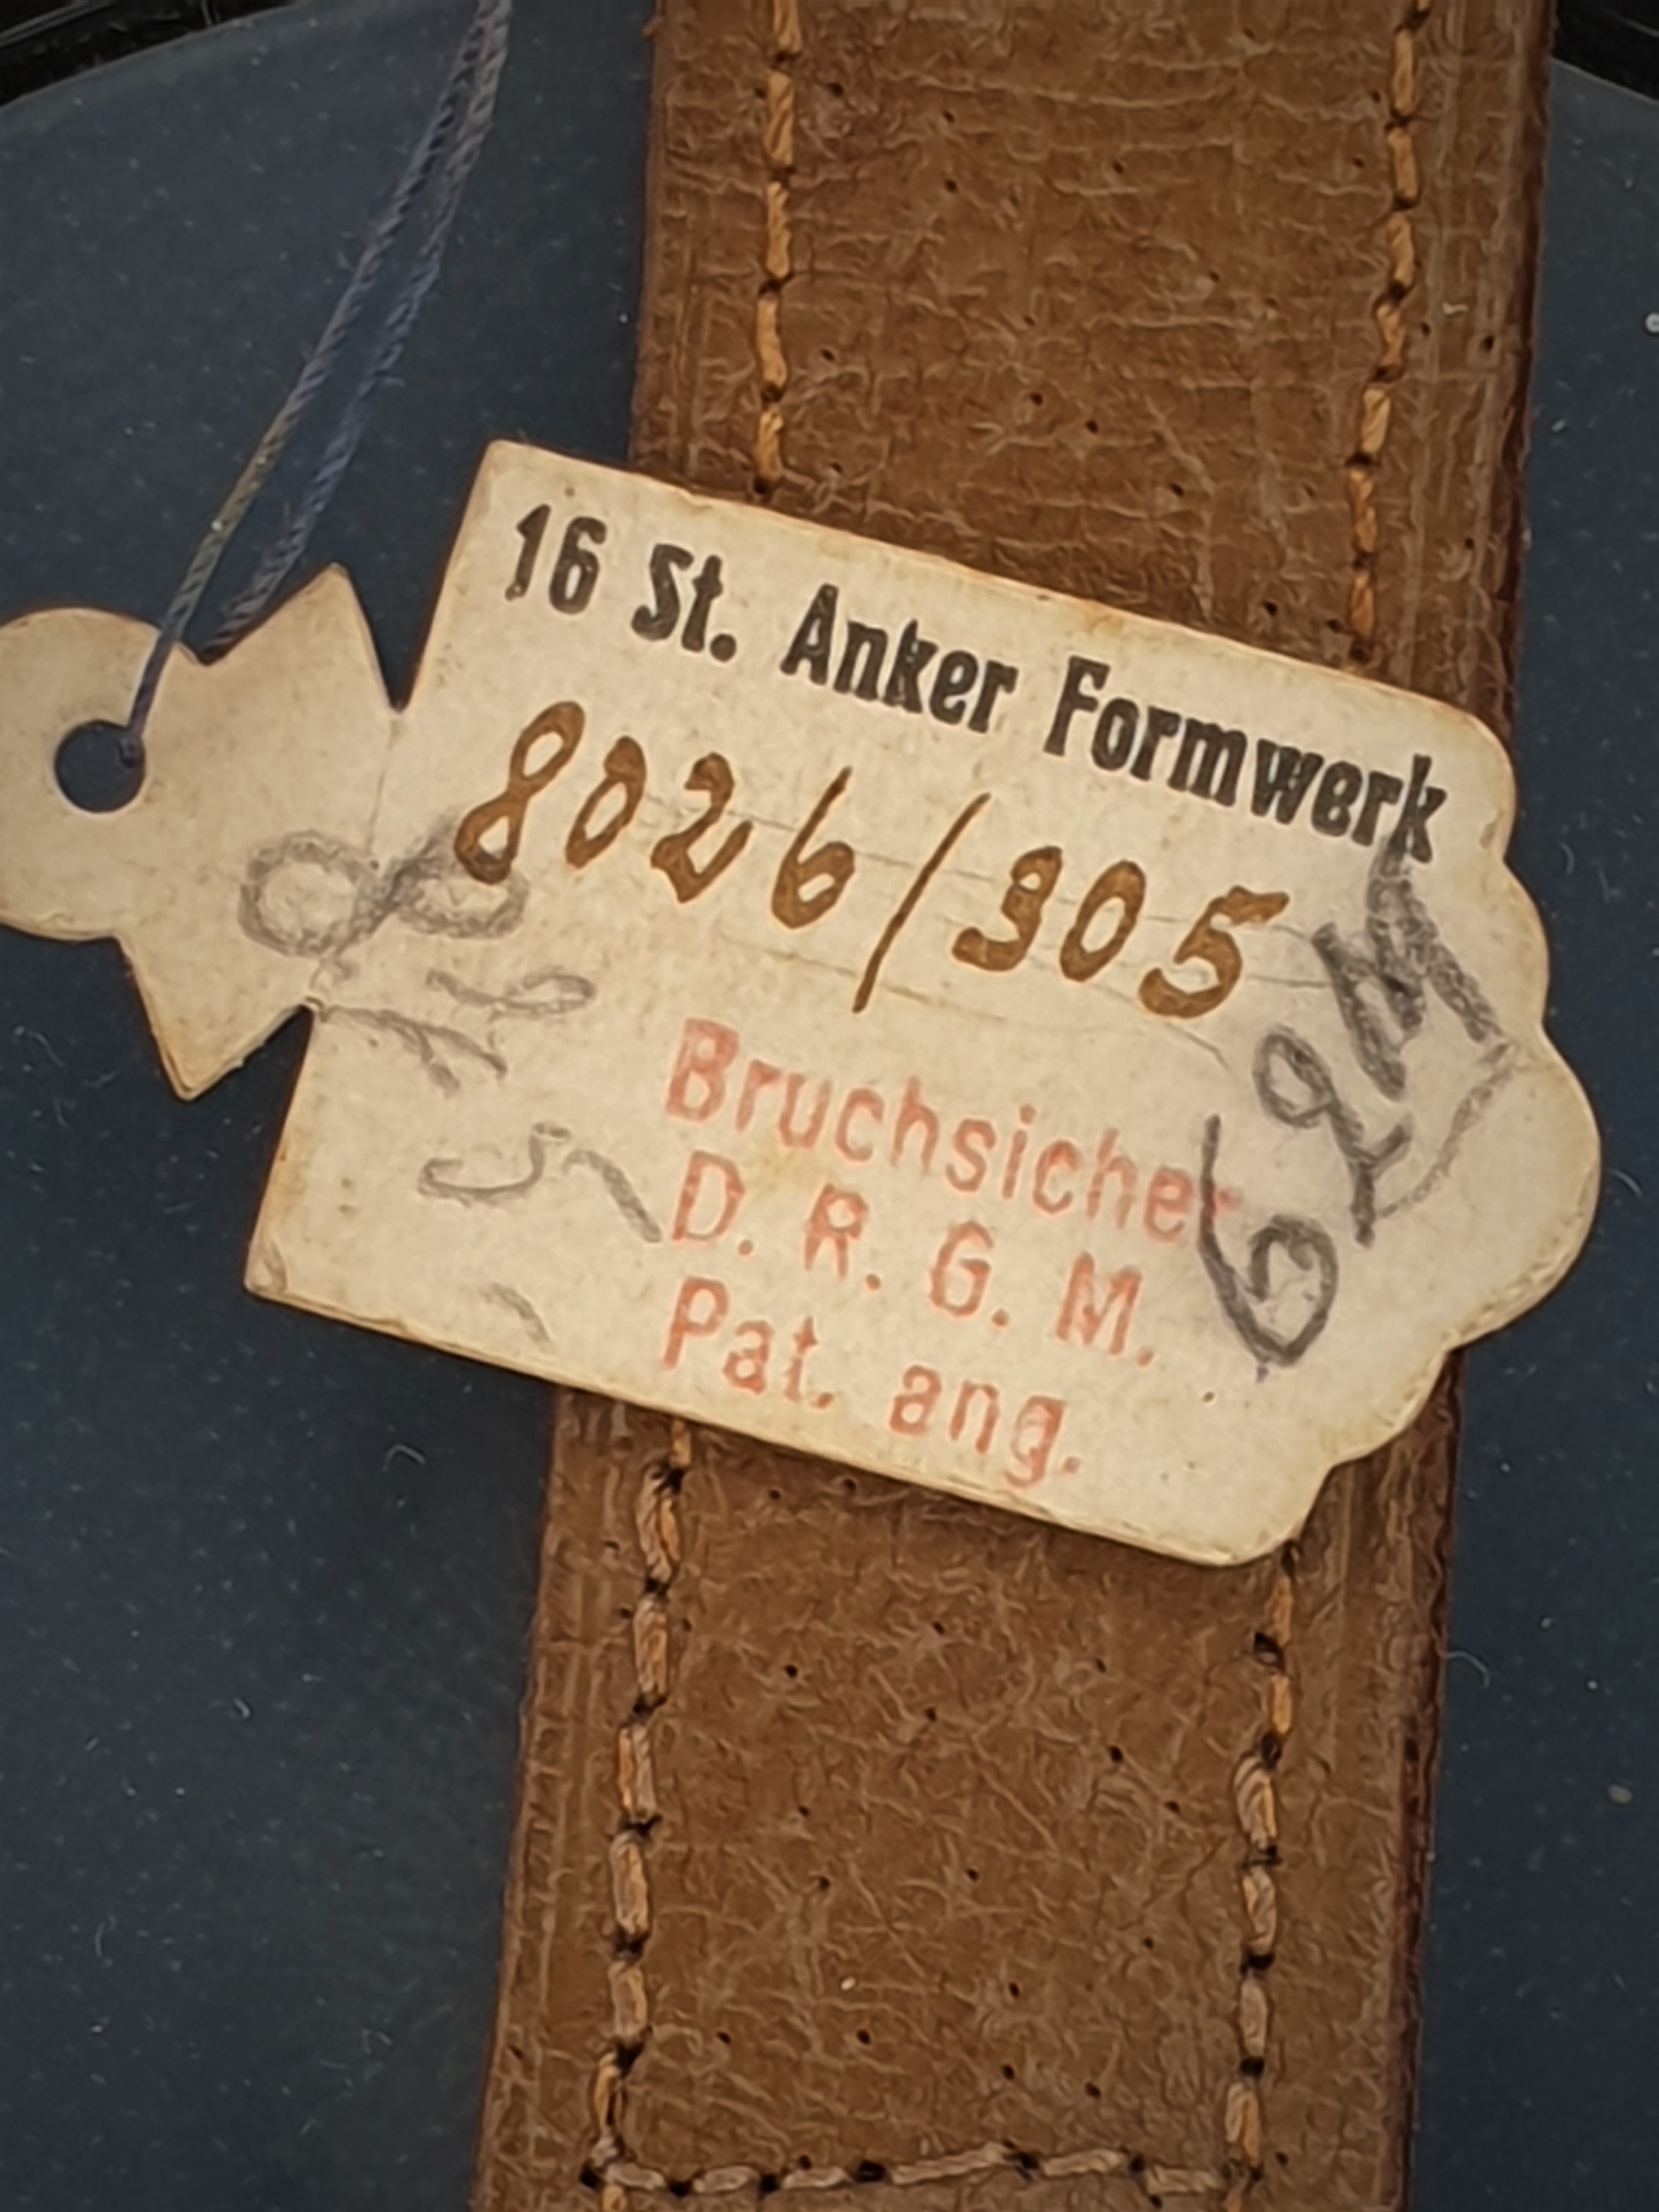 16 St. Anker Formwerk
8026/305
Bruchsicher
D. R. G. M.
Pat. ang.